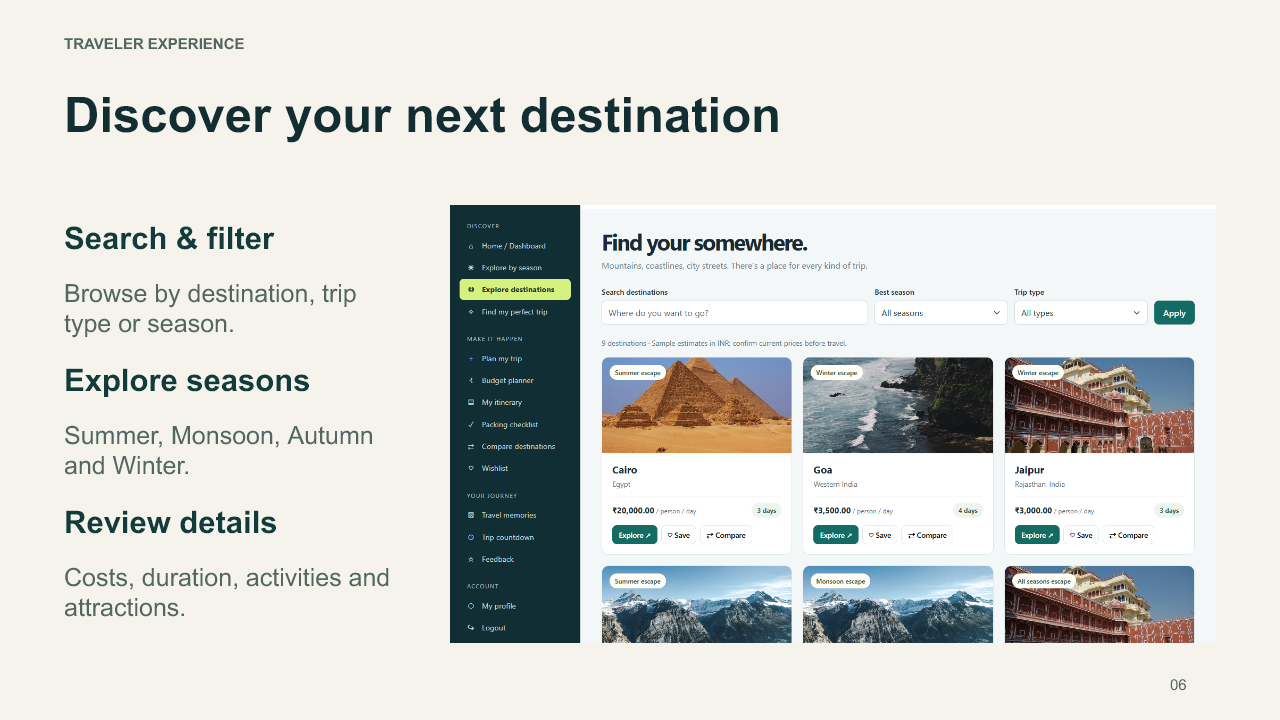 TRAVELER EXPERIENCE
Discover your next destination
Search & filter
Browse by destination, trip
type or season.
Explore seasons
Summer, Monsoon, Autumn
and Winter.
Review details
Costs, duration, activities and
attractions.
DISCOVER
Home / Dashboard
Explore by season
Explore destinations
Find my perfect trip
MAKE IT HAPPEN
Plan my trip
Budget planner
My itinerary
Packing checklist
Compare destinations
Wishlist
YOUR JOURNEY
Travel memories
Trip countdown
Feedback
ACCOUNT
My profile
Logout
Find your somewhere.
Mountains, coastlines, city streets. There's a place for every kind of trip.
Search destinations Best season Trip type
Where do you want to go? All seasons All types Apply
9 destinations · Sample estimates in INR; confirm current prices before travel.
Summer escape Winter escape Winter escape
Cairo Goa Jaipur
Egypt Western India Rajasthan, India
₹20,000.00 / person / day 3 days ₹3,500.00 / person / day 4 days ₹3,000.00 / person / day 3 days
Explore ↗ ♡ Save ⇄ Compare Explore ↗ ♡ Save ⇄ Compare Explore ↗ ♡ Save ⇄ Compare
Summer escape Monsoon escape All seasons escape
06